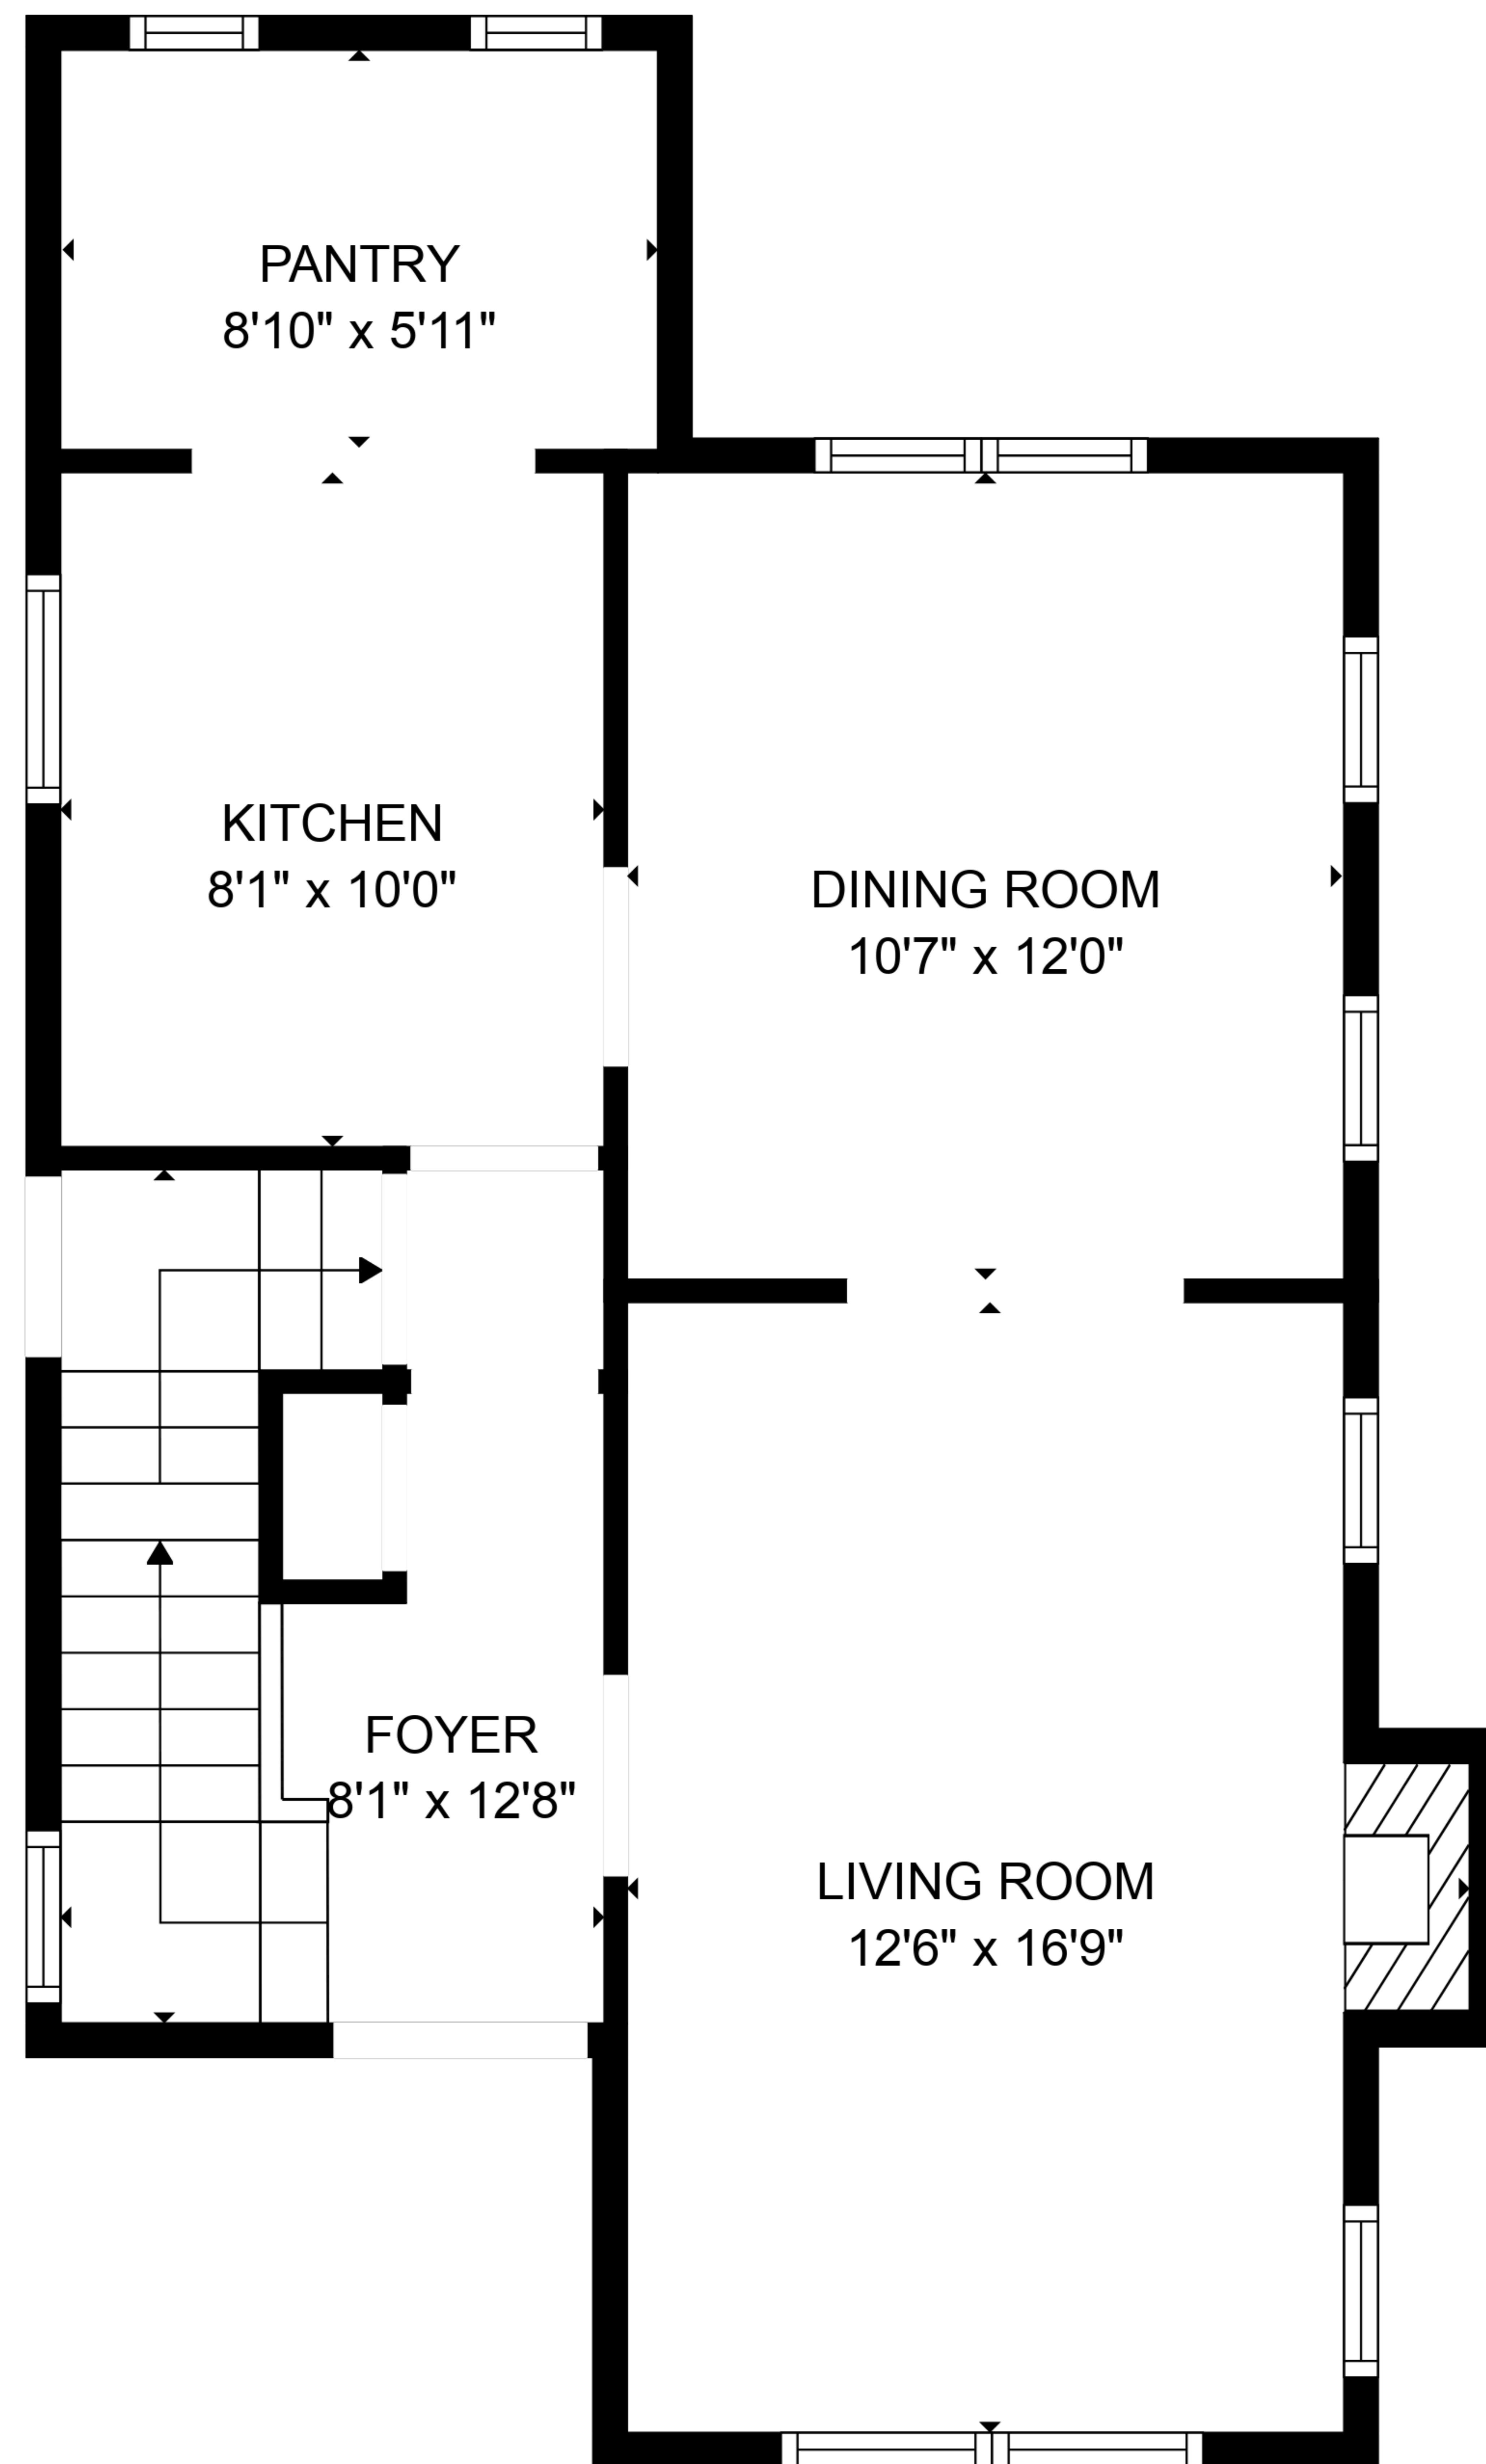 PANTRY
8'10" x 5'11"
KITCHEN
8'1" x 10'0"
DINING ROOM
10'7" x 12'0"
FOYER
8'1" x 12'8"
LIVING ROOM
12'6" x 16'9"